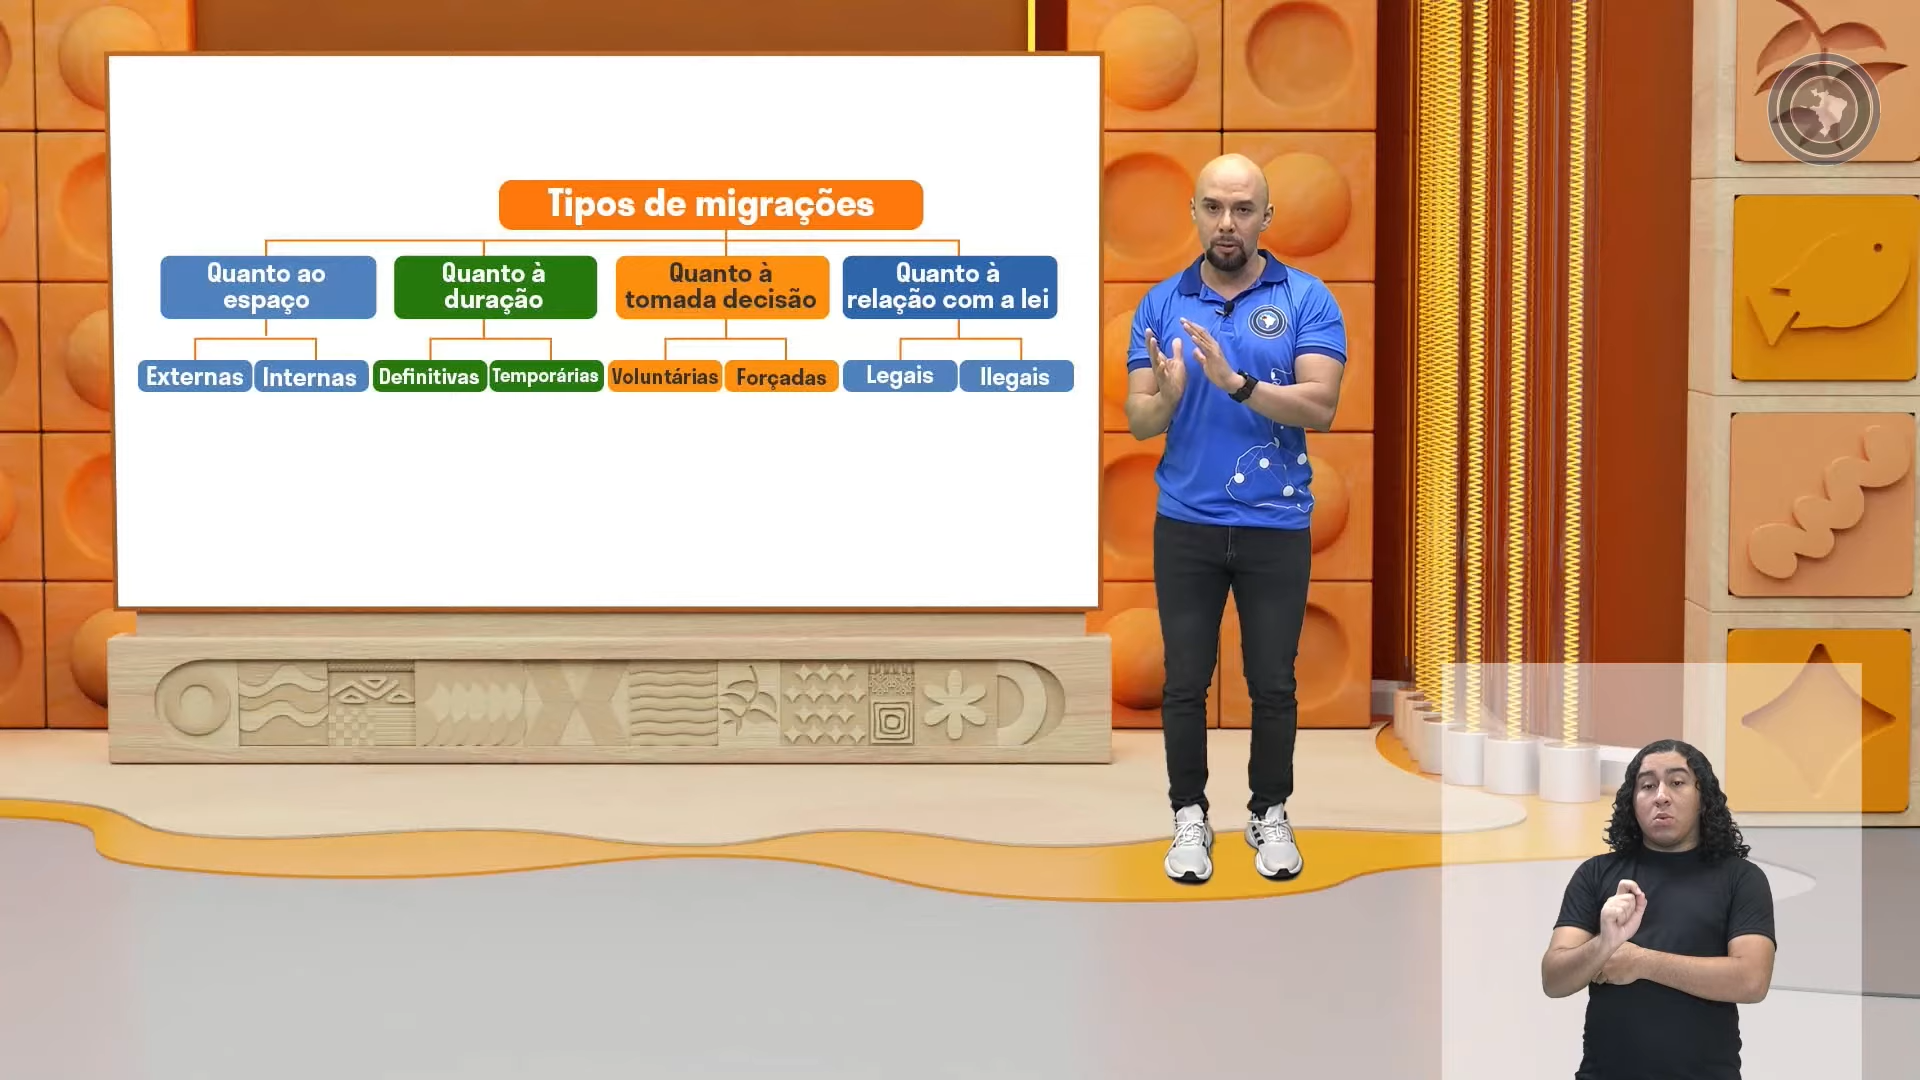 Tipos de migrações
Quanto ao
espaço
Quanto à
duração
Quanto à
tomada decisão
Quanto à
relação com a lei
Externas
Internas
Definitivas
Temporárias
Voluntárias
Forçadas
Legais
Ilegais